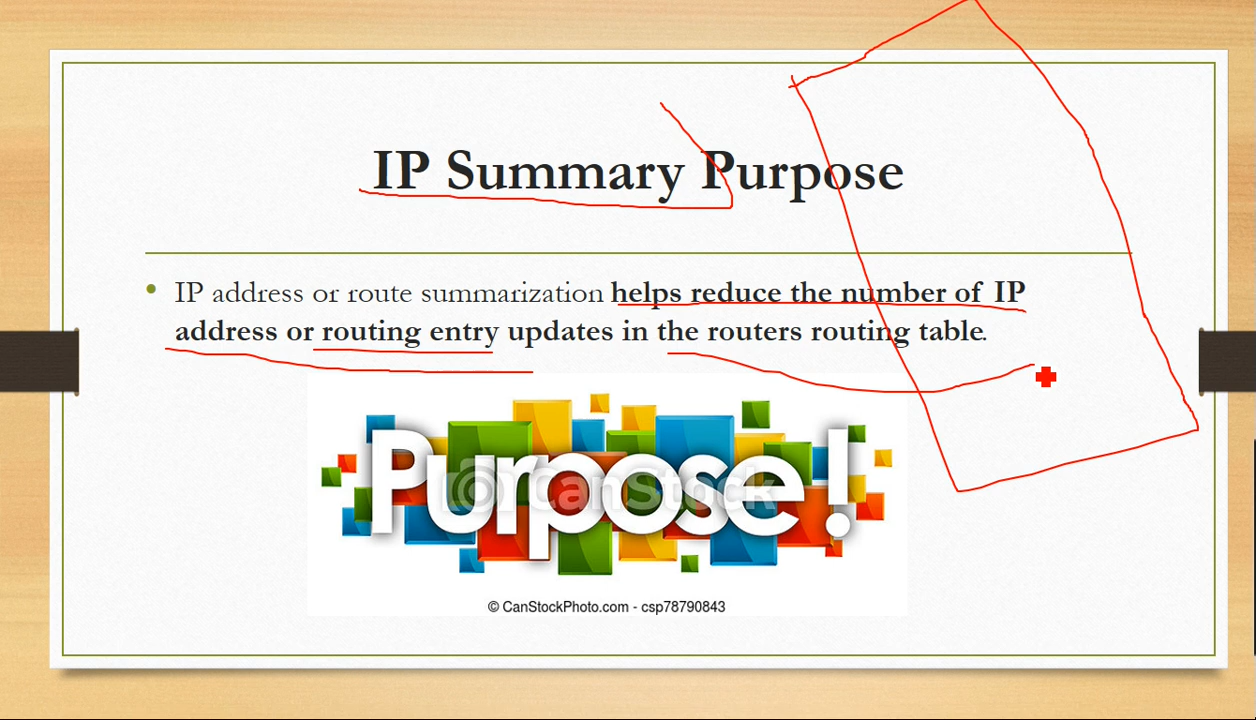 IP Summary Purpose
• IP address or route summarization helps reduce the number of IP
address or routing entry updates in the routers routing table.
Purpose!
CanStock
© CanStockPhoto.com - csp78790843